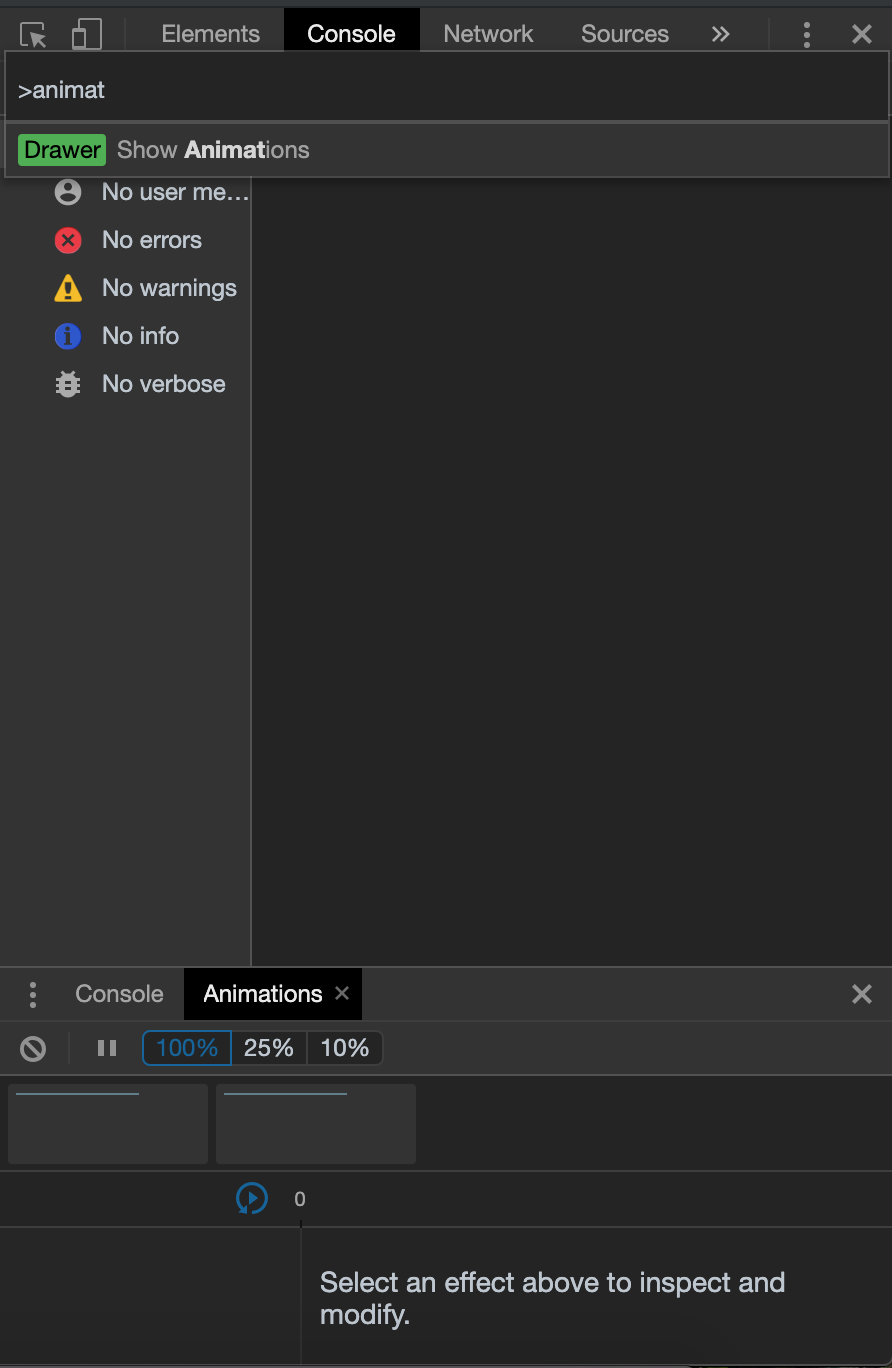 Elements Console Network Sources
>animat
Drawer Show Animations
No user me...
No errors
No warnings
No info
No verbose
Console Animations
100% 25% 10%
0
Select an effect above to inspect and
modify.